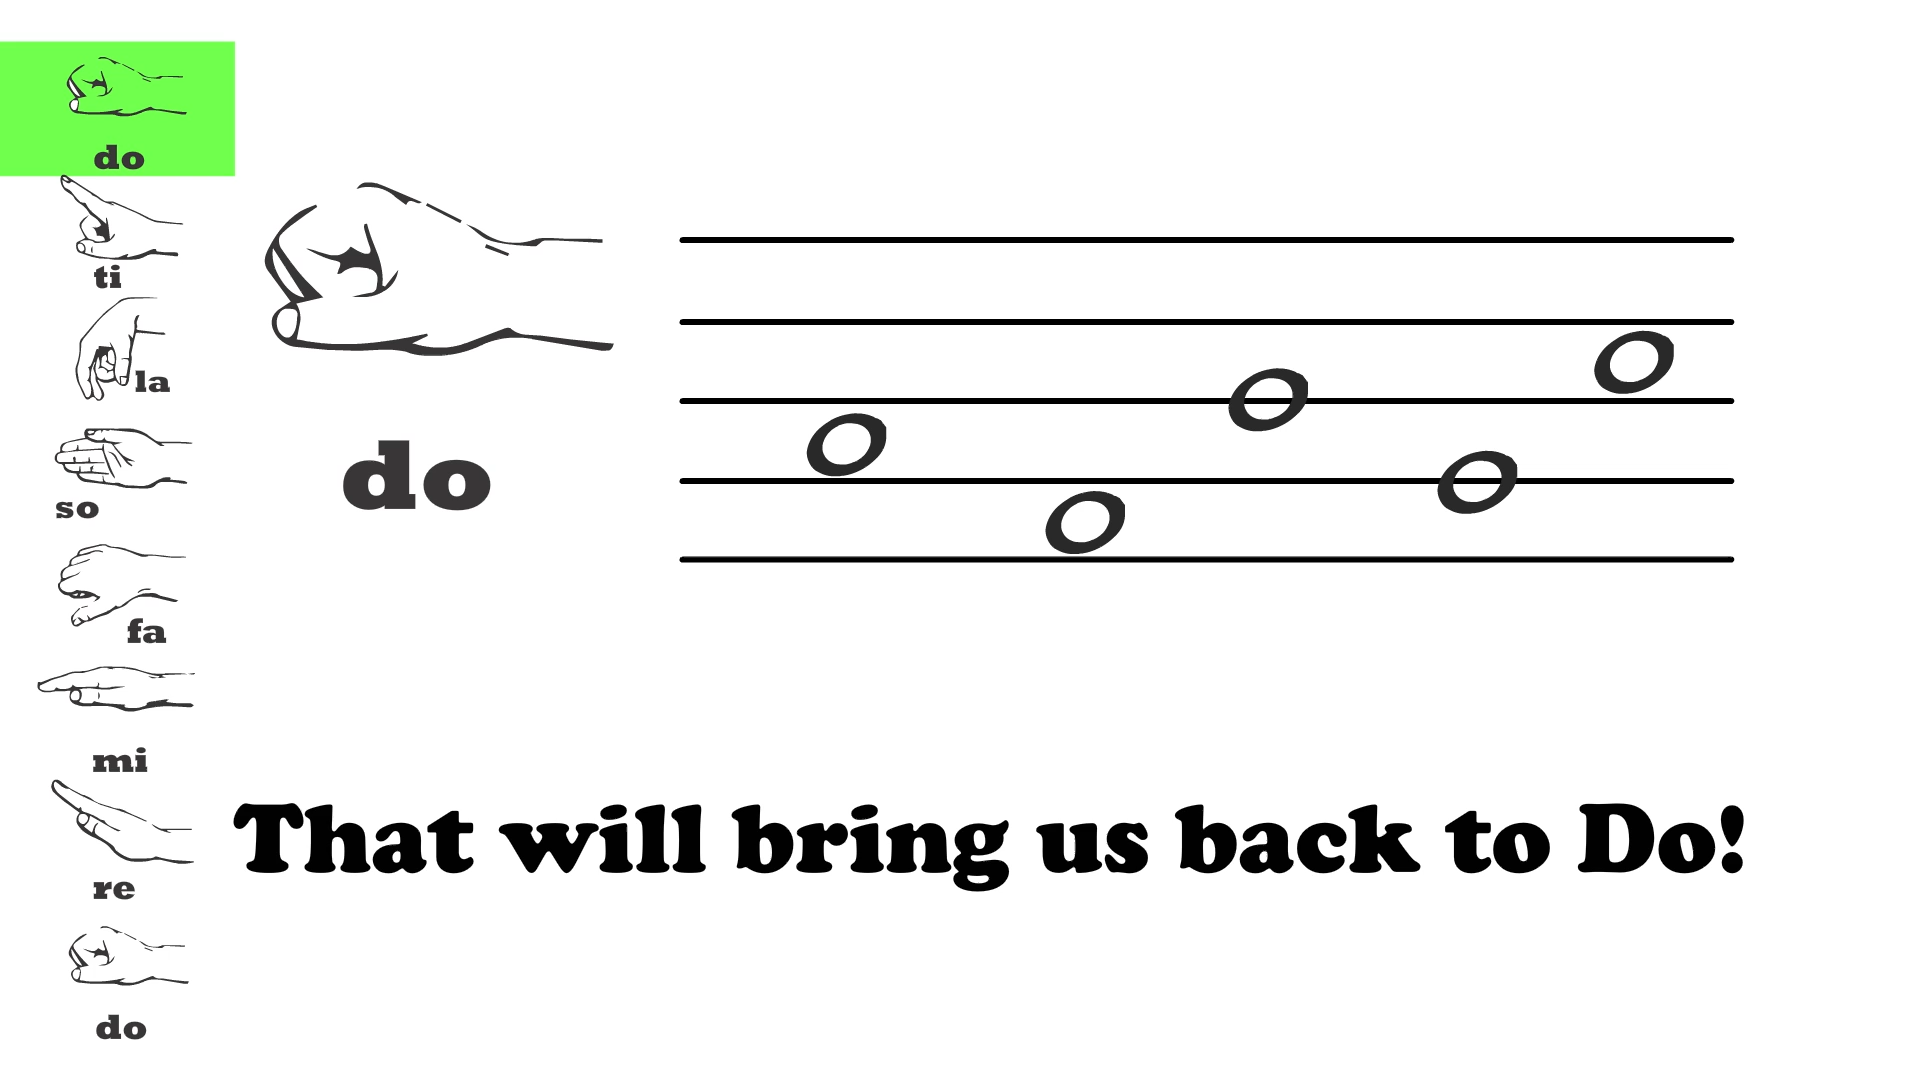 do
ti
la
so
fa
mi
re
do
do
That will bring us back to Do!